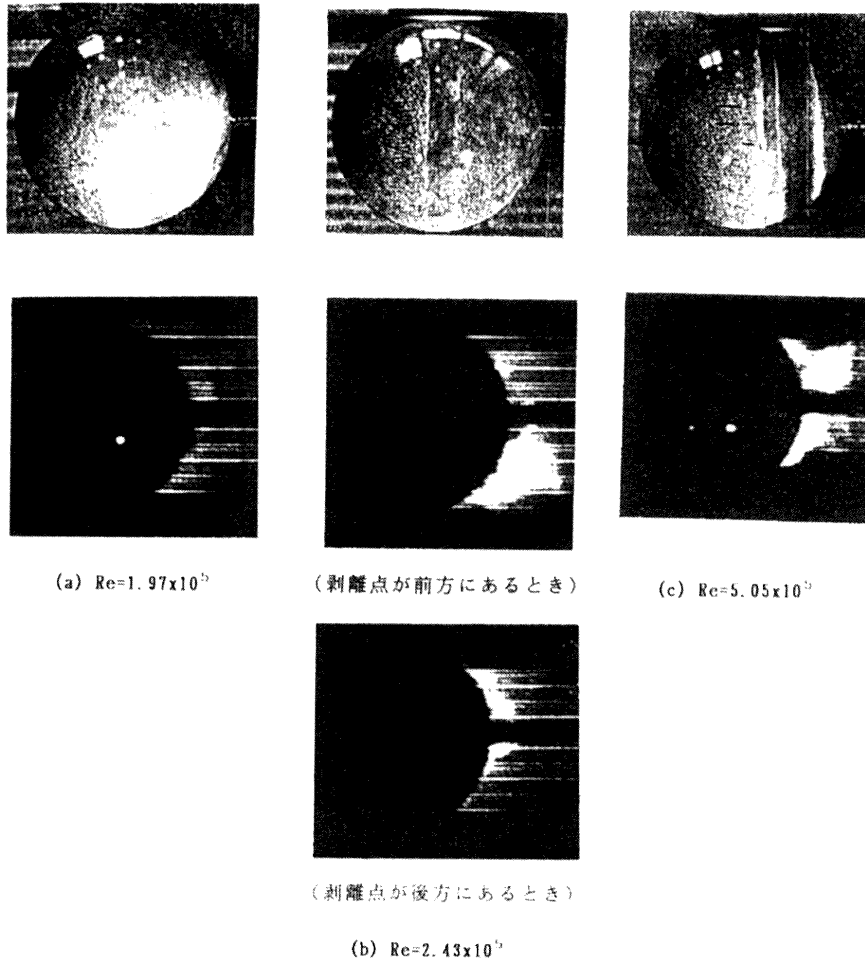 (a) Re=1.97x10⁵
(剥離点が前方にあるとき)
(c) Re=5.05x10⁵
(剥離点が後方にあるとき)
(b) Re=2.43x10⁵